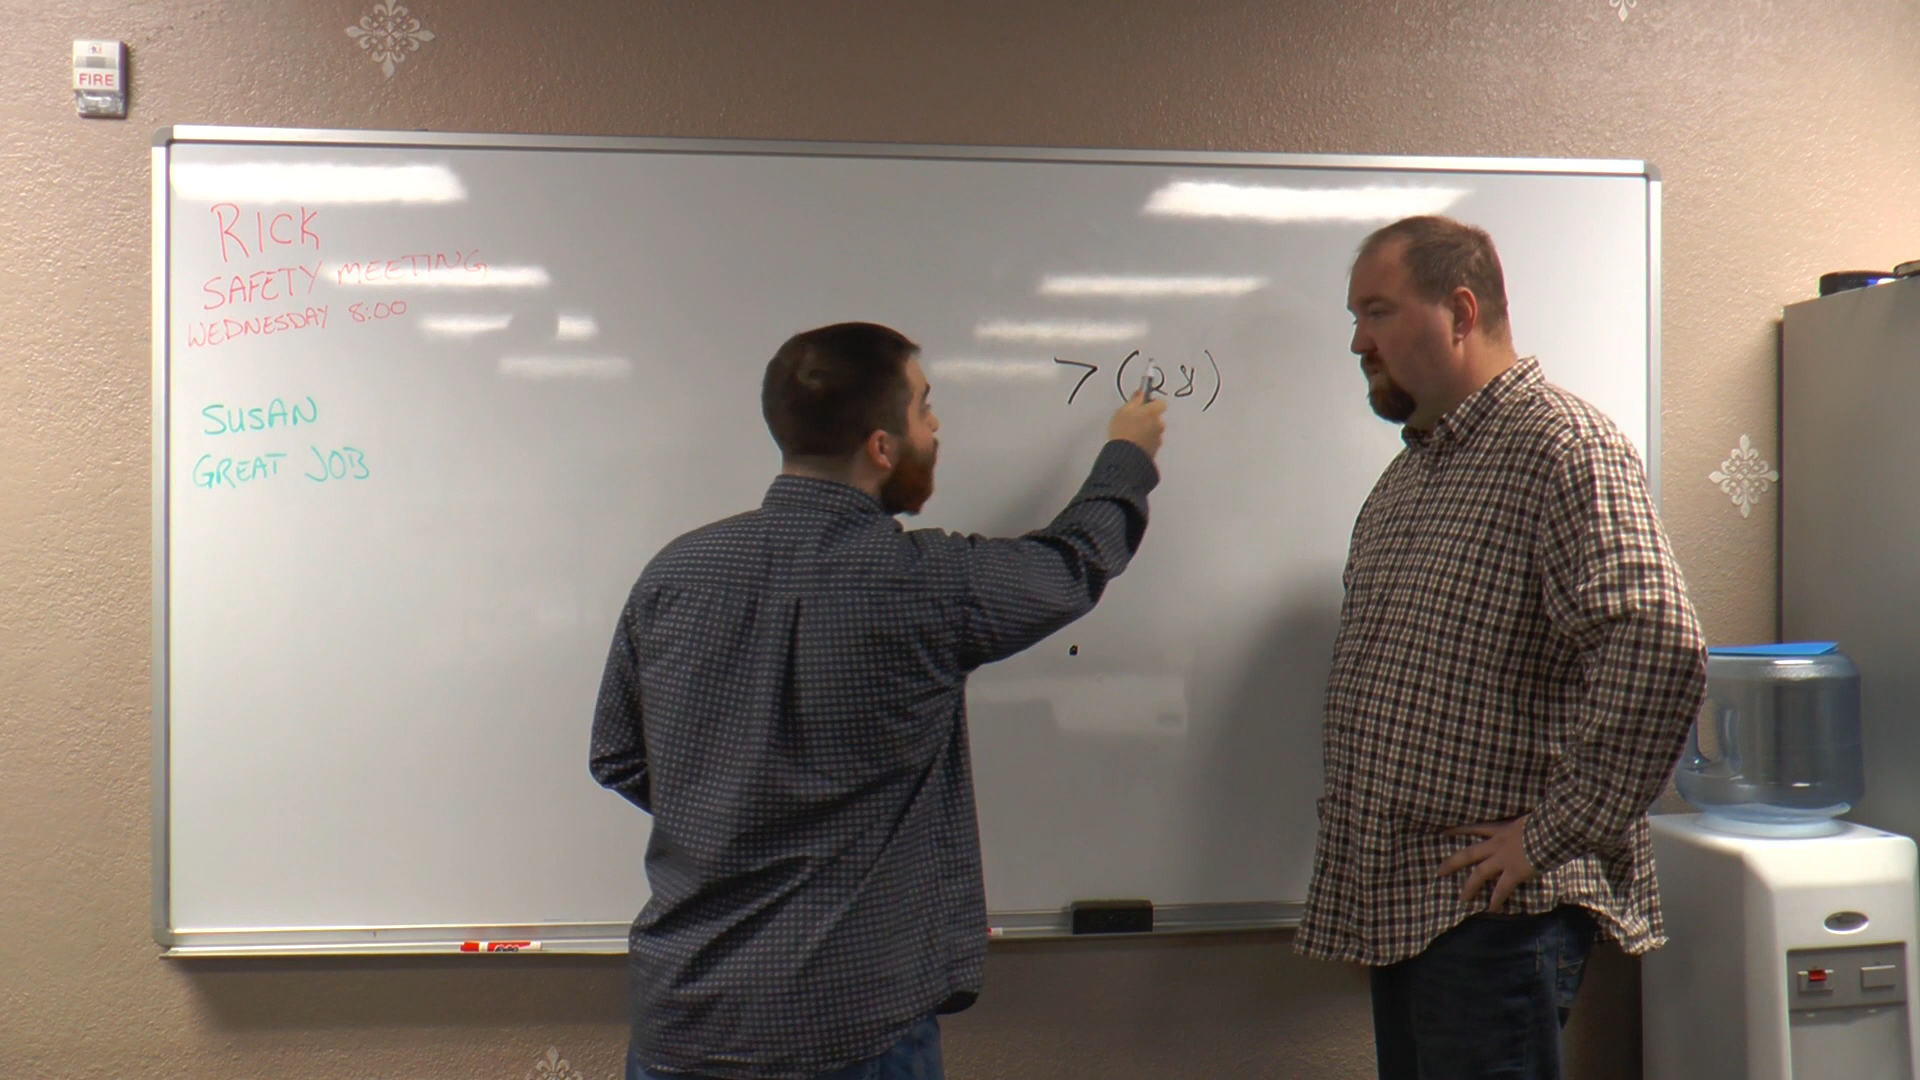 FIRE
RICK
SAFETY MEETING
WEDNESDAY 8:00
SUSAN
GREAT JOB
7(28)